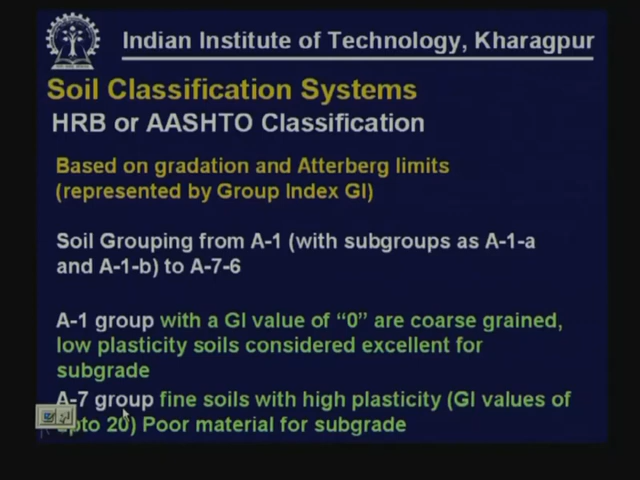 Indian Institute of Technology, Kharagpur
Soil Classification Systems
HRB or AASHTO Classification
Based on gradation and Atterberg limits
(represented by Group Index GI)
Soil Grouping from A-1 (with subgroups as A-1-a
and A-1-b) to A-7-6
A-1 group with a GI value of “0” are coarse grained,
low plasticity soils considered excellent for
subgrade
A-7 group fine soils with high plasticity (GI values of
upto 20) Poor material for subgrade